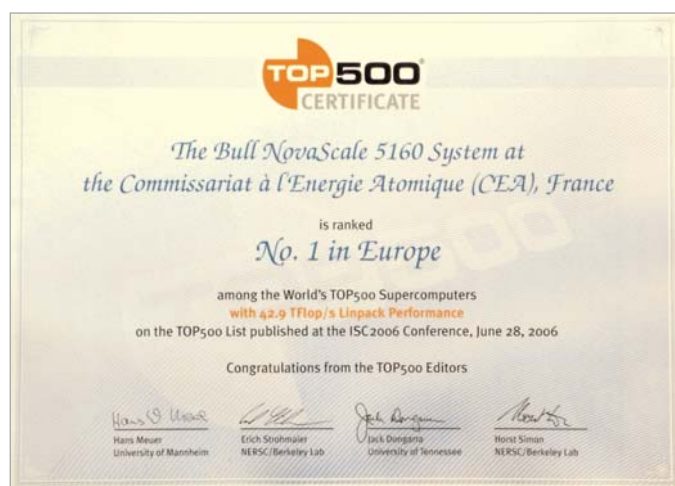 TOP500®
CERTIFICATE
The Bull NovaScale 5160 System at
the Commissariat à l'Energie Atomique (CEA), France
is ranked
No. 1 in Europe
among the World's TOP500 Supercomputers
with 42.9 TFlop/s Linpack Performance
on the TOP500 List published at the ISC2006 Conference, June 28, 2006
Congratulations from the TOP500 Editors
Hans Meuer
University of Mannheim
Erich Strohmaier
NERSC/Berkeley Lab
Jack Dongarra
University of Tennessee
Horst Simon
NERSC/Berkeley Lab